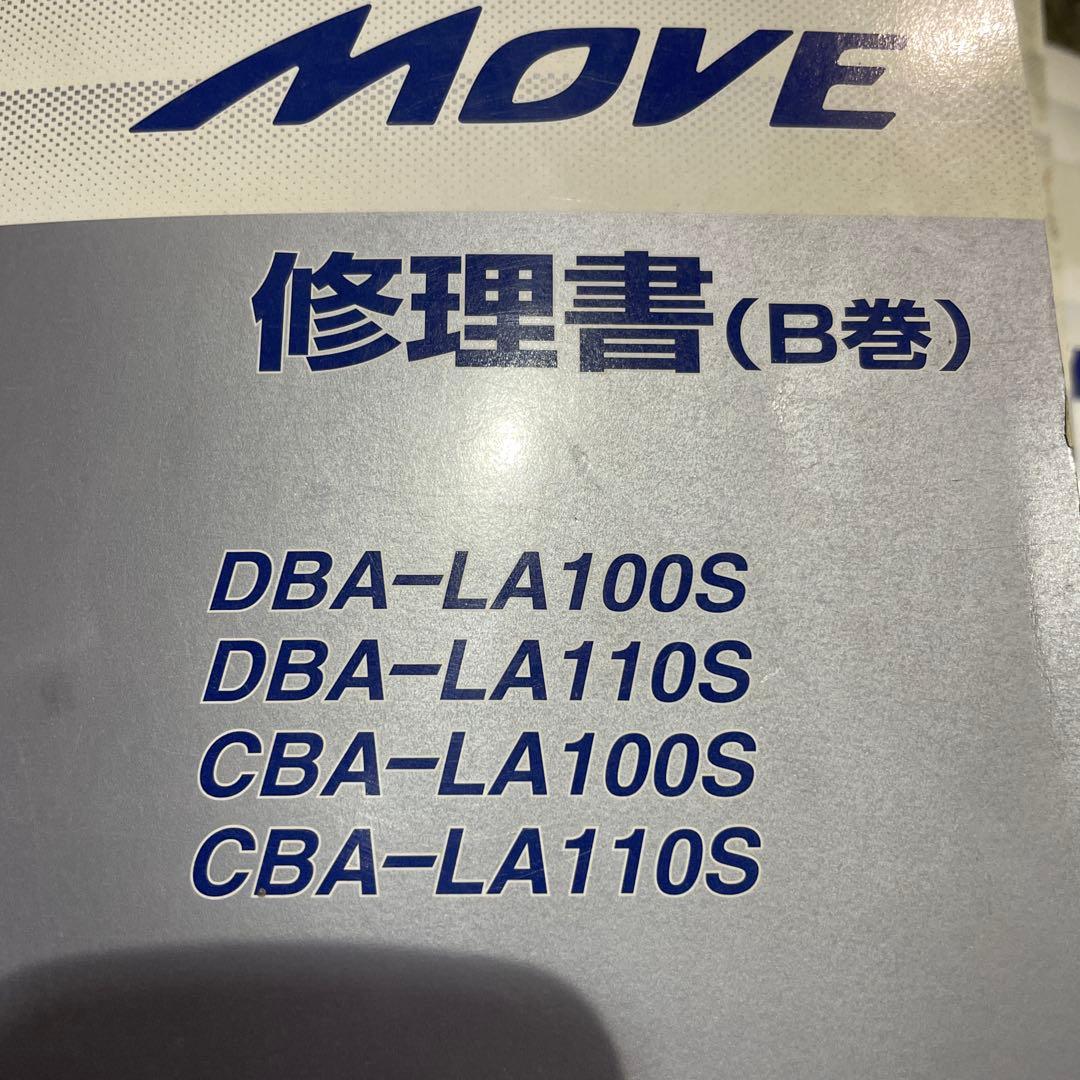 MOVE
修理書(B巻)
DBA-LA100S
DBA-LA110S
CBA-LA100S
CBA-LA110S